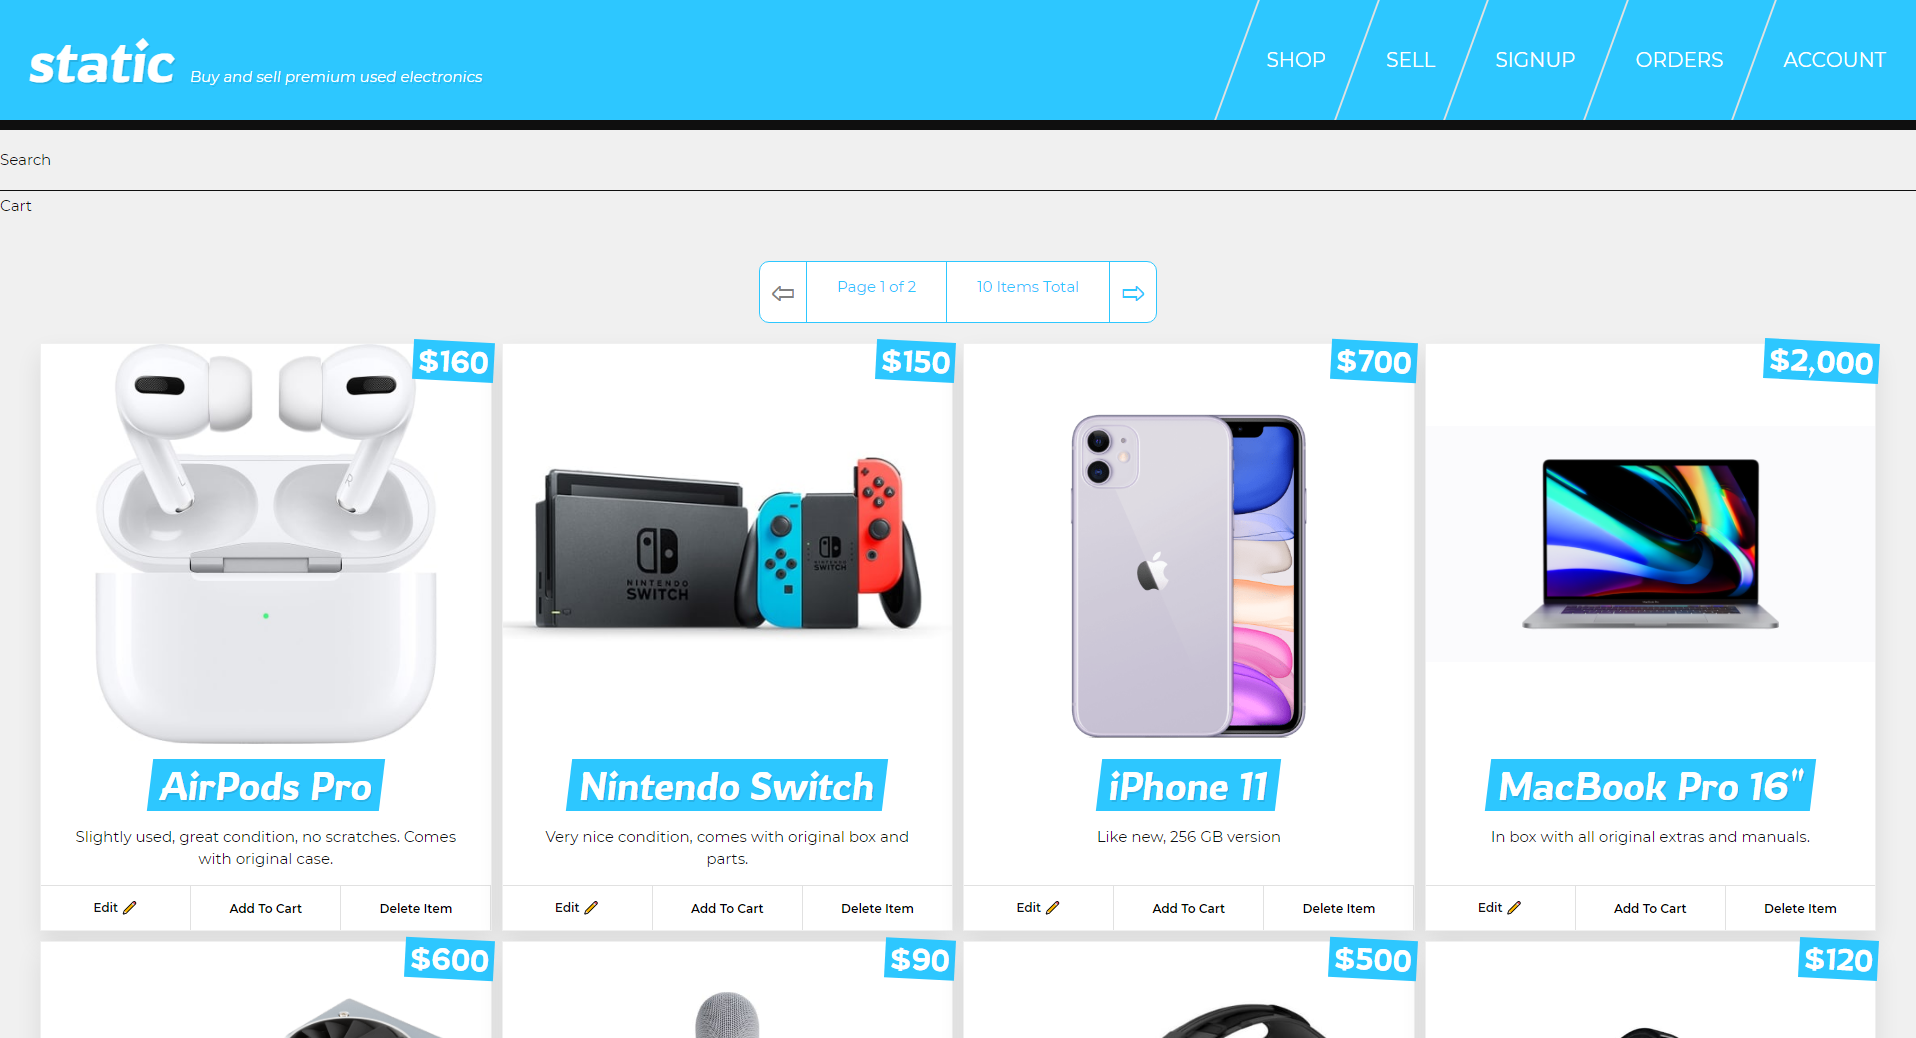 static
Buy and sell premium used electronics
SHOP
SELL
SIGNUP
ORDERS
ACCOUNT
Search
Cart
Page 1 of 2
10 Items Total
$160
$150
$700
$2,000
L
R
NINTENDO
SWITCH
NINTENDO
SWITCH
AirPods Pro
Nintendo Switch
iPhone 11
MacBook Pro 16"
Slightly used, great condition, no scratches. Comes
with original case.
Very nice condition, comes with original box and
parts.
Like new, 256 GB version
In box with all original extras and manuals.
Edit
Add To Cart
Delete Item
Edit
Add To Cart
Delete Item
Edit
Add To Cart
Delete Item
Edit
Add To Cart
Delete Item
$600
$90
$500
$120